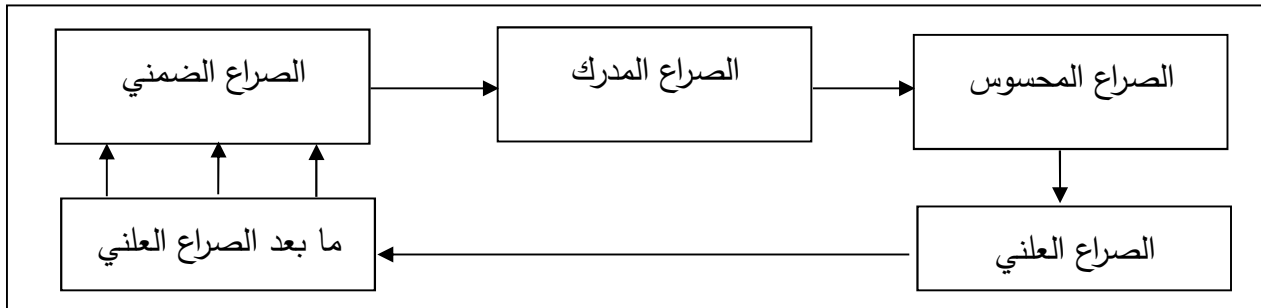 الصراع الضمني
الصراع المدرك
الصراع المحسوس
الصراع العلني
ما بعد الصراع العلني